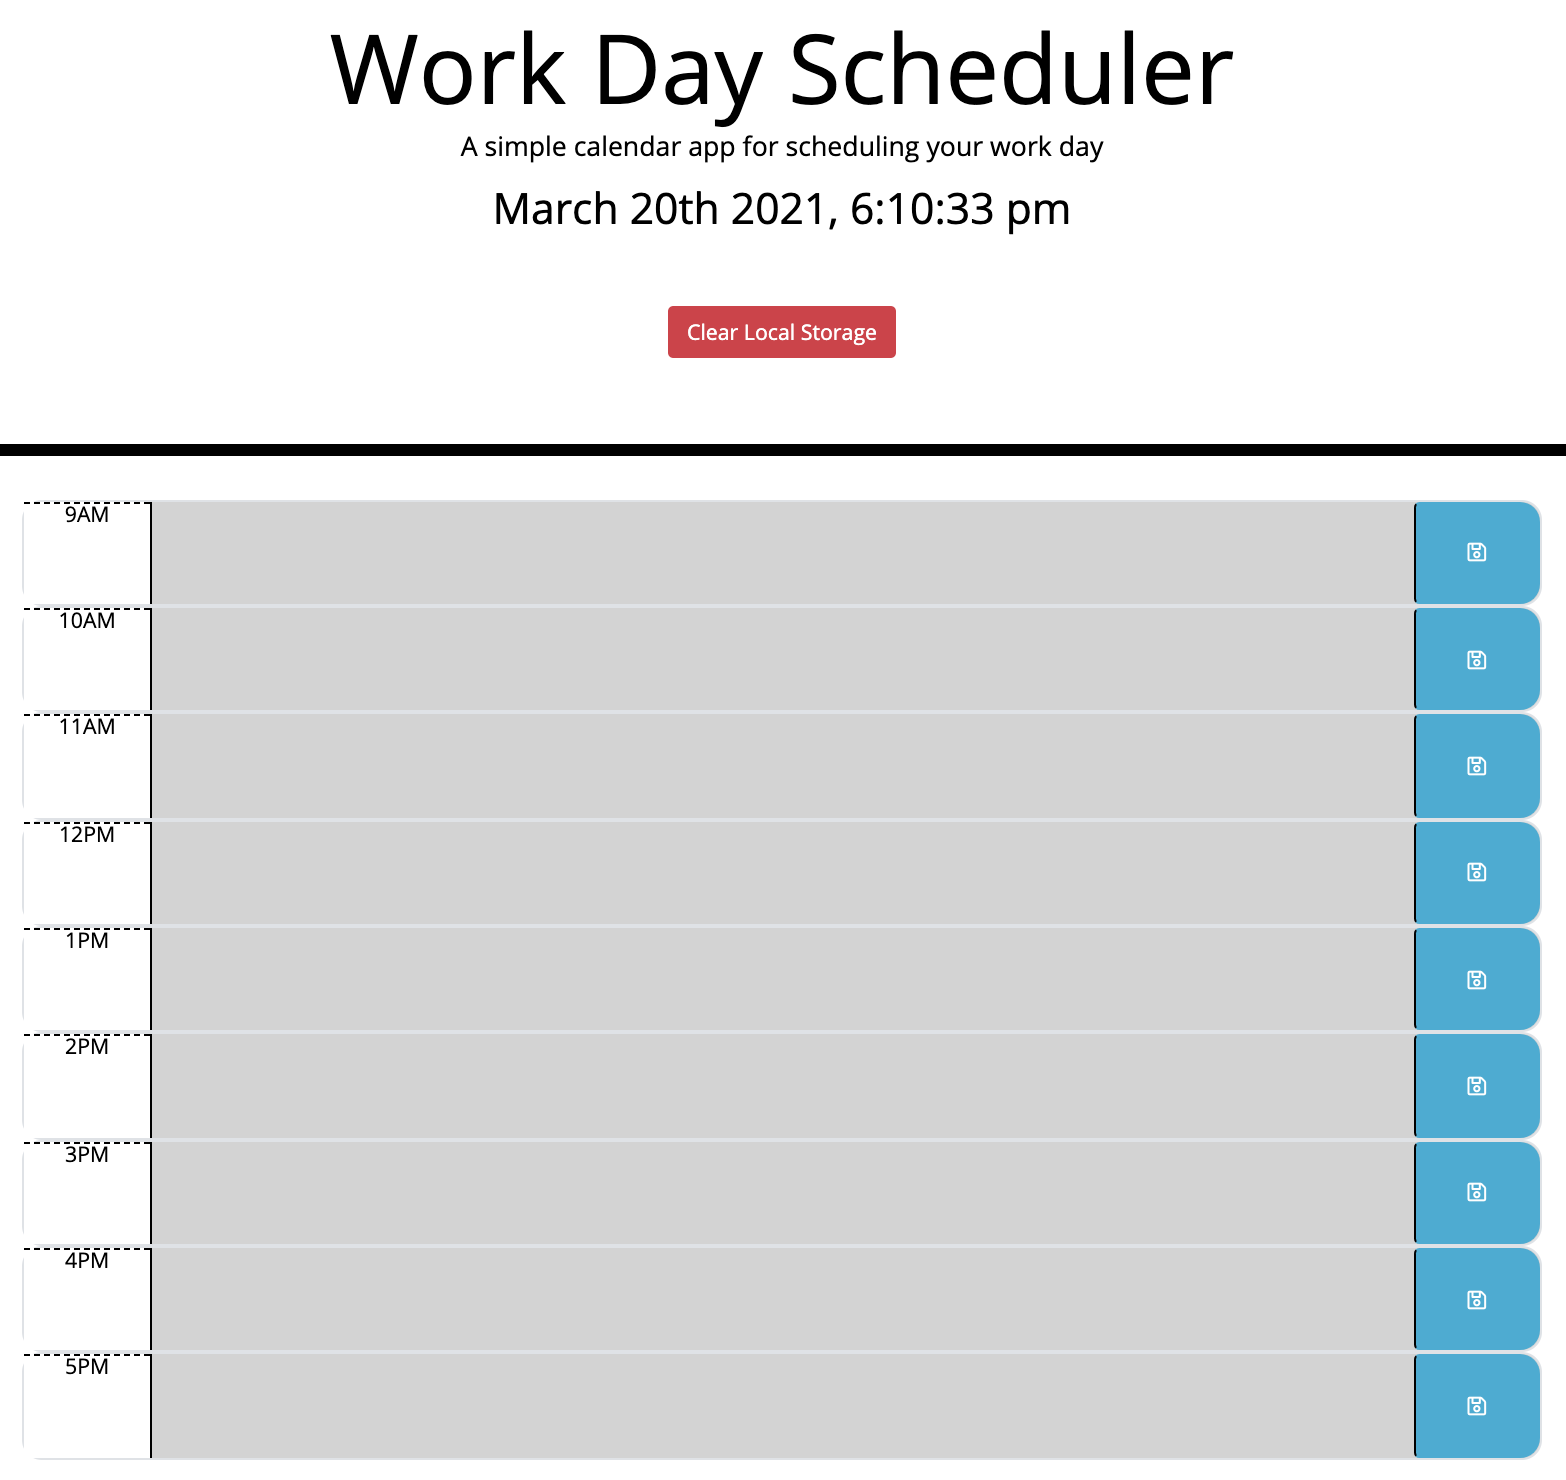 Work Day Scheduler
A simple calendar app for scheduling your work day
March 20th 2021, 6:10:33 pm
Clear Local Storage
9AM
10AM
11AM
12PM
1PM
2PM
3PM
4PM
5PM